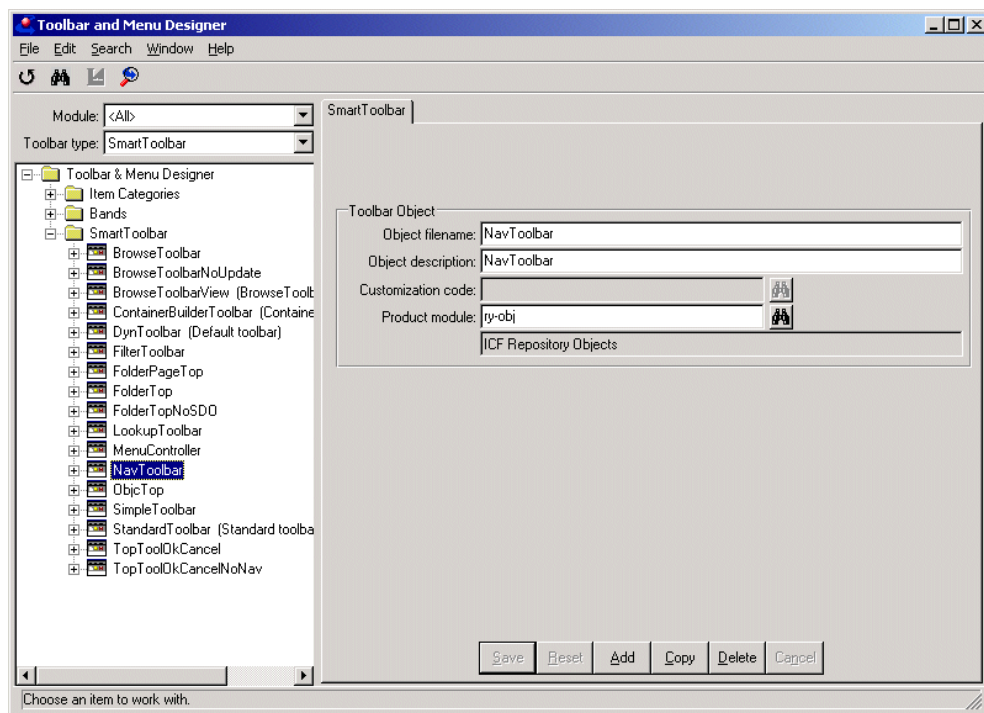 Toolbar and Menu Designer
File Edit Search Window Help
Module: <All>
Toolbar type: SmartToolbar
Toolbar & Menu Designer
Item Categories
Bands
SmartToolbar
BrowseToolbar
BrowseToolbarNoUpdate
BrowseToolbarView (BrowseToolb
ContainerBuilderToolbar (Containe
DynToolbar (Default toolbar)
FilterToolbar
FolderPageTop
FolderTop
FolderTopNoSDO
LookupToolbar
MenuController
NavToolbar
ObjcTop
SimpleToolbar
StandardToolbar (Standard toolba
TopToolOkCancel
TopToolOkCancelNoNav
SmartToolbar
Toolbar Object
Object filename: NavToolbar
Object description: NavToolbar
Customization code:
Product module: ry-obj
ICF Repository Objects
Save Reset Add Copy Delete Cancel
Choose an item to work with.